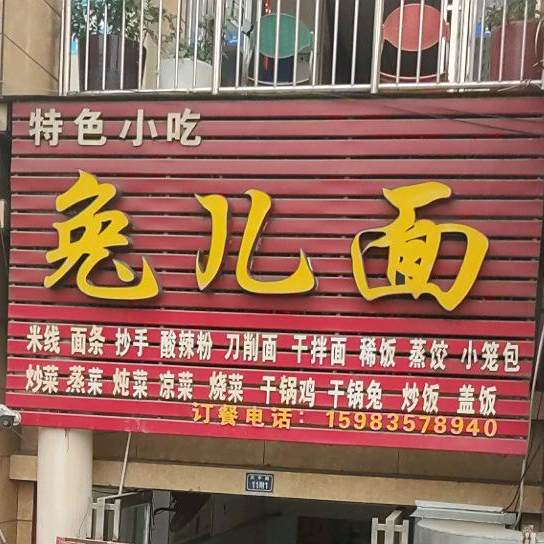 特色小吃
兔儿面
米线 面条 抄手 酸辣粉 刀削面 干拌面 稀饭 蒸饺 小笼包
炒菜 蒸菜 炖菜 凉菜 烧菜 干锅鸡 干锅兔 炒饭 盖饭
订餐电话：15983578940